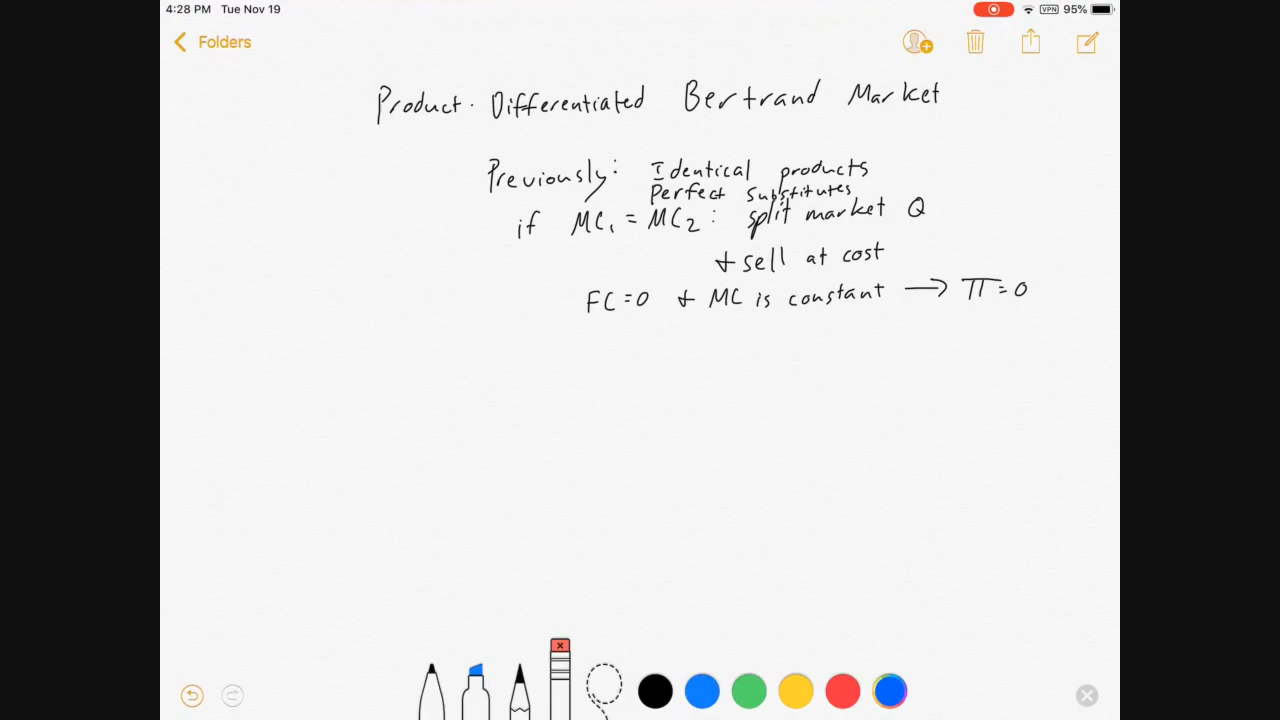 4:28 PM Tue Nov 19
VPN 95%
Folders
Product-Differentiated Bertrand Market
Previously: Identical products
Perfect substitutes
if MC₁ = MC₂ : split market Q
+ sell at cost
FC=0 + MC is constant → Π=0